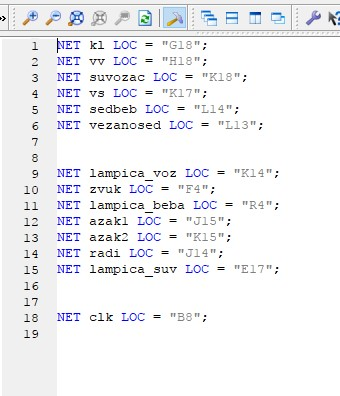 1 NET kl LOC = "G18";
2 NET vv LOC = "H18";
3 NET suvozac LOC = "K18";
4 NET vs LOC = "K17";
5 NET sedbeb LOC = "L14";
6 NET vezanosed LOC = "L13";
7
8
9 NET lampica_voz LOC = "K14";
10 NET zvuk LOC = "F4";
11 NET lampica_beba LOC = "R4";
12 NET azak1 LOC = "J15";
13 NET azak2 LOC = "K15";
14 NET radi LOC = "J14";
15 NET lampica_suv LOC = "E17";
16
17
18 NET clk LOC = "B8";
19